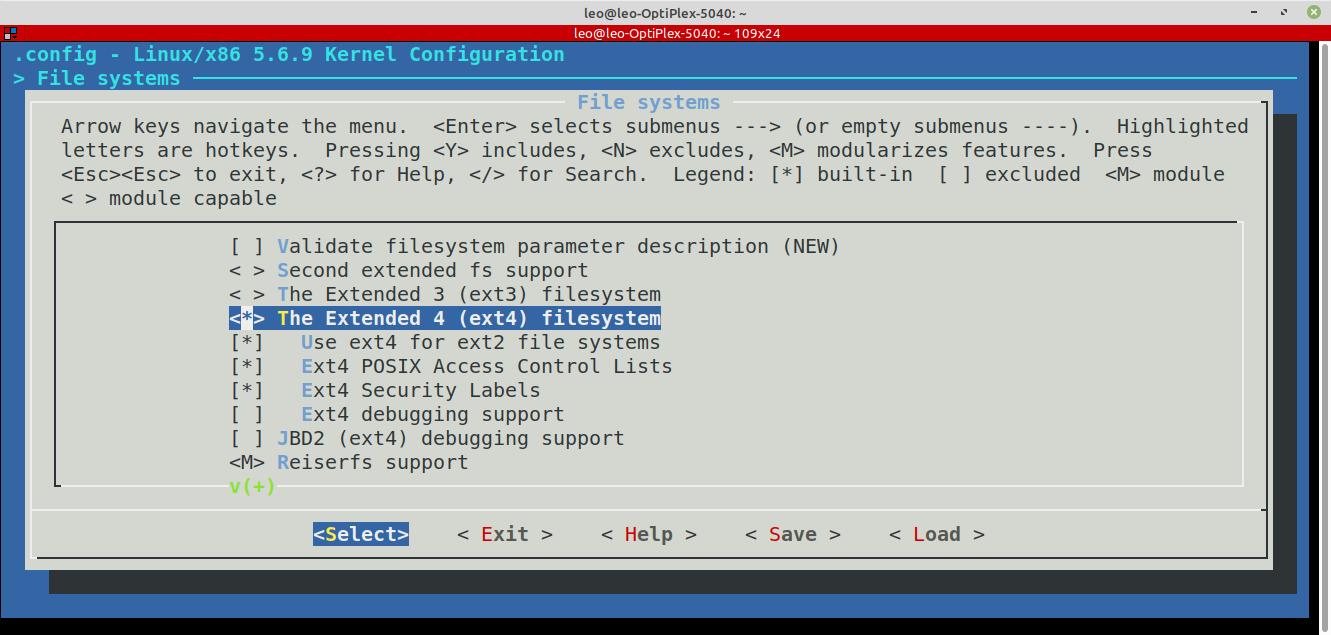 leo@leo-OptiPlex-5040: ~
leo@leo-OptiPlex-5040: ~ 109x24
.config - Linux/x86 5.6.9 Kernel Configuration
> File systems
File systems
Arrow keys navigate the menu.  <Enter> selects submenus ---> (or empty submenus ----).  Highlighted
letters are hotkeys.  Pressing <Y> includes, <N> excludes, <M> modularizes features.  Press
<Esc><Esc> to exit, <?> for Help, </> for Search.  Legend: [*] built-in  [ ] excluded  <M> module
< > module capable
[ ] Validate filesystem parameter description (NEW)
< > Second extended fs support
< > The Extended 3 (ext3) filesystem
<*> The Extended 4 (ext4) filesystem
[*]   Use ext4 for ext2 file systems
[*]   Ext4 POSIX Access Control Lists
[*]   Ext4 Security Labels
[ ]   Ext4 debugging support
[ ] JBD2 (ext4) debugging support
<M> Reiserfs support
v(+)
<Select>    < Exit >    < Help >    < Save >    < Load >